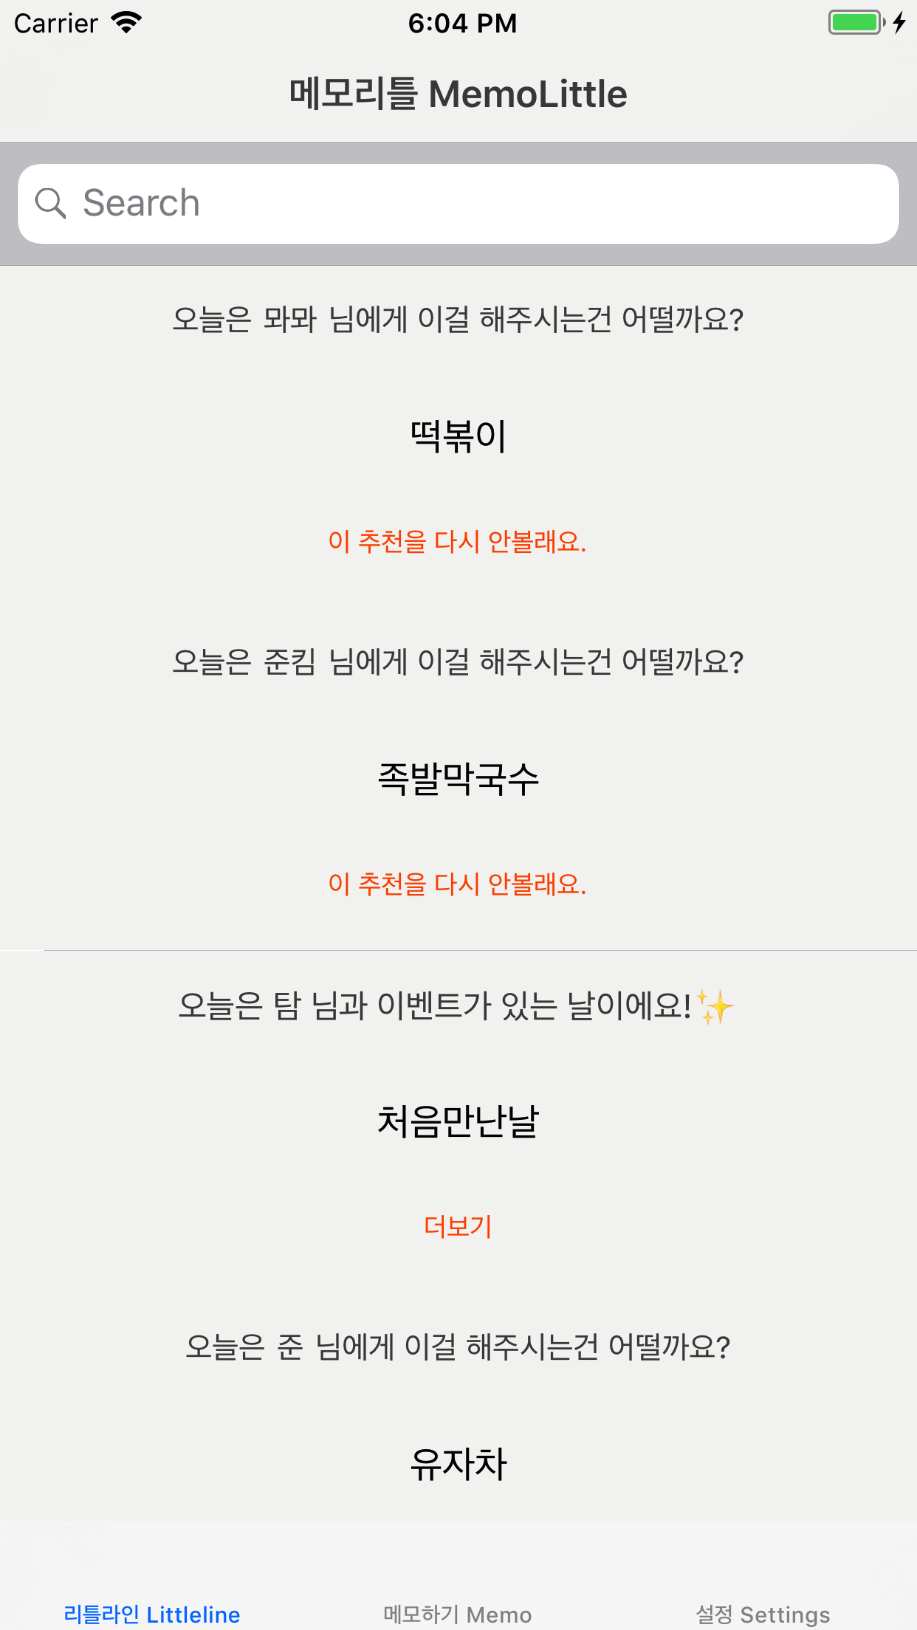 Carrier 6:04 PM
메모리틀 MemoLittle
Search
오늘은 뫄뫄 님에게 이걸 해주시는건 어떨까요?
떡볶이
이 추천을 다시 안볼래요.
오늘은 준킴 님에게 이걸 해주시는건 어떨까요?
족발막국수
이 추천을 다시 안볼래요.
오늘은 탐 님과 이벤트가 있는 날이에요!✨
처음만난날
더보기
오늘은 준 님에게 이걸 해주시는건 어떨까요?
유자차
리틀라인 Littleline 메모하기 Memo 설정 Settings